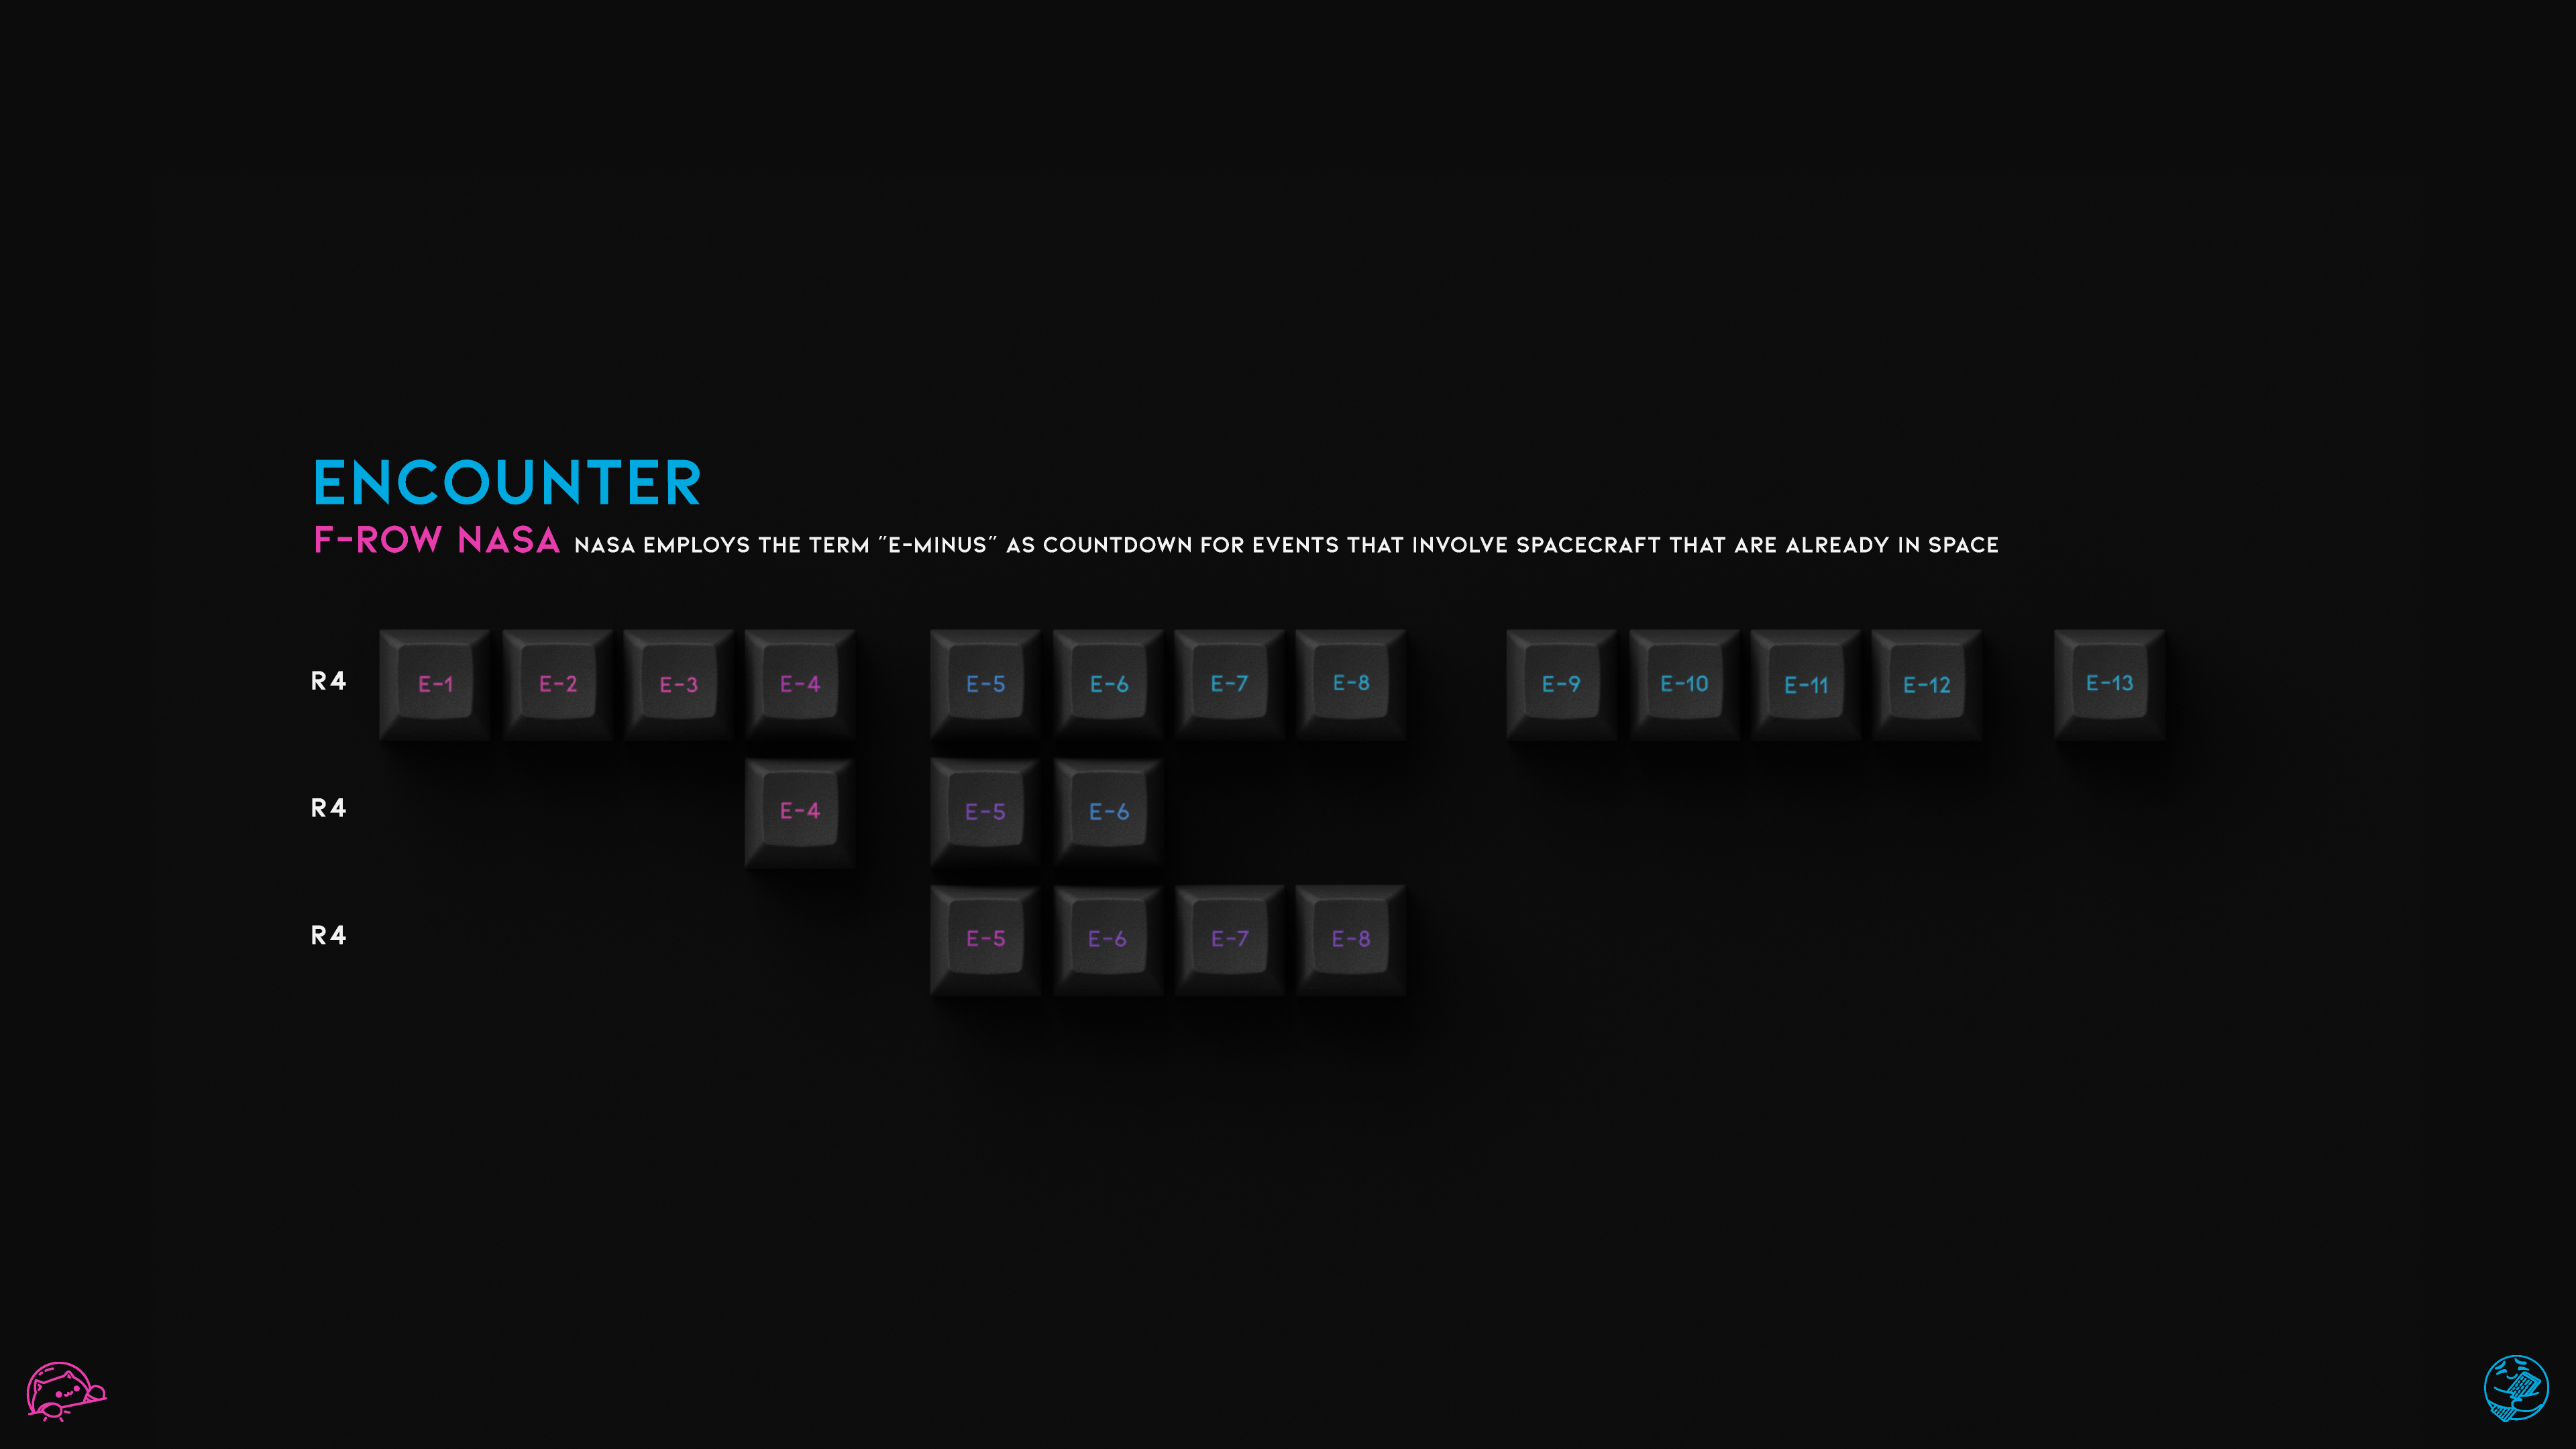 ENCOUNTER
F-ROW NASA NASA EMPLOYS THE TERM "E-MINUS" AS COUNTDOWN FOR EVENTS THAT INVOLVE SPACECRAFT THAT ARE ALREADY IN SPACE
R4 E-1 E-2 E-3 E-4 E-5 E-6 E-7 E-8 E-9 E-10 E-11 E-12 E-13
R4 E-4 E-5 E-6
R4 E-5 E-6 E-7 E-8